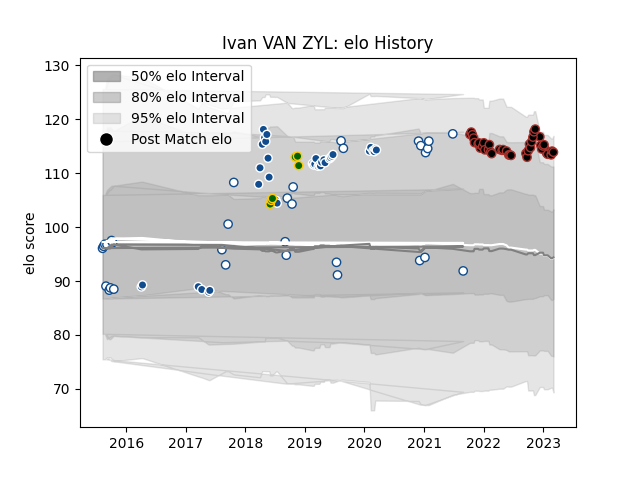 Ivan VAN ZYL: elo History
130
120
110
100
90
80
70
elo score
50% elo Interval
80% elo Interval
95% elo Interval
Post Match elo
2016 2017 2018 2019 2020 2021 2022 2023